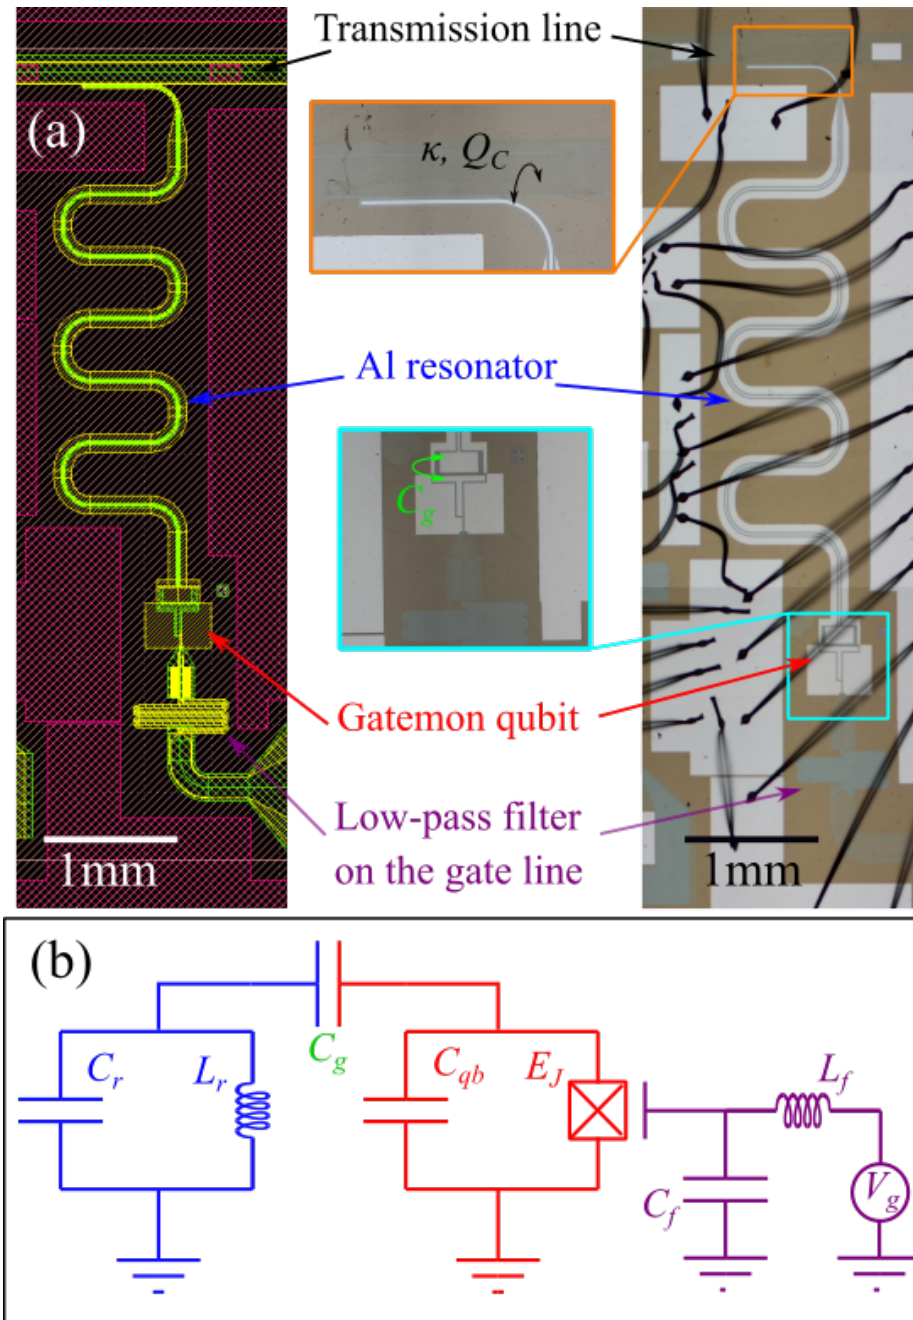 Transmission line
(a)
κ, Q_C
Al resonator
C_g
Gatemon qubit
Low-pass filter
on the gate line
1mm
1mm
(b)
C_r
L_r
C_g
C_qb
E_J
L_f
C_f
V_g